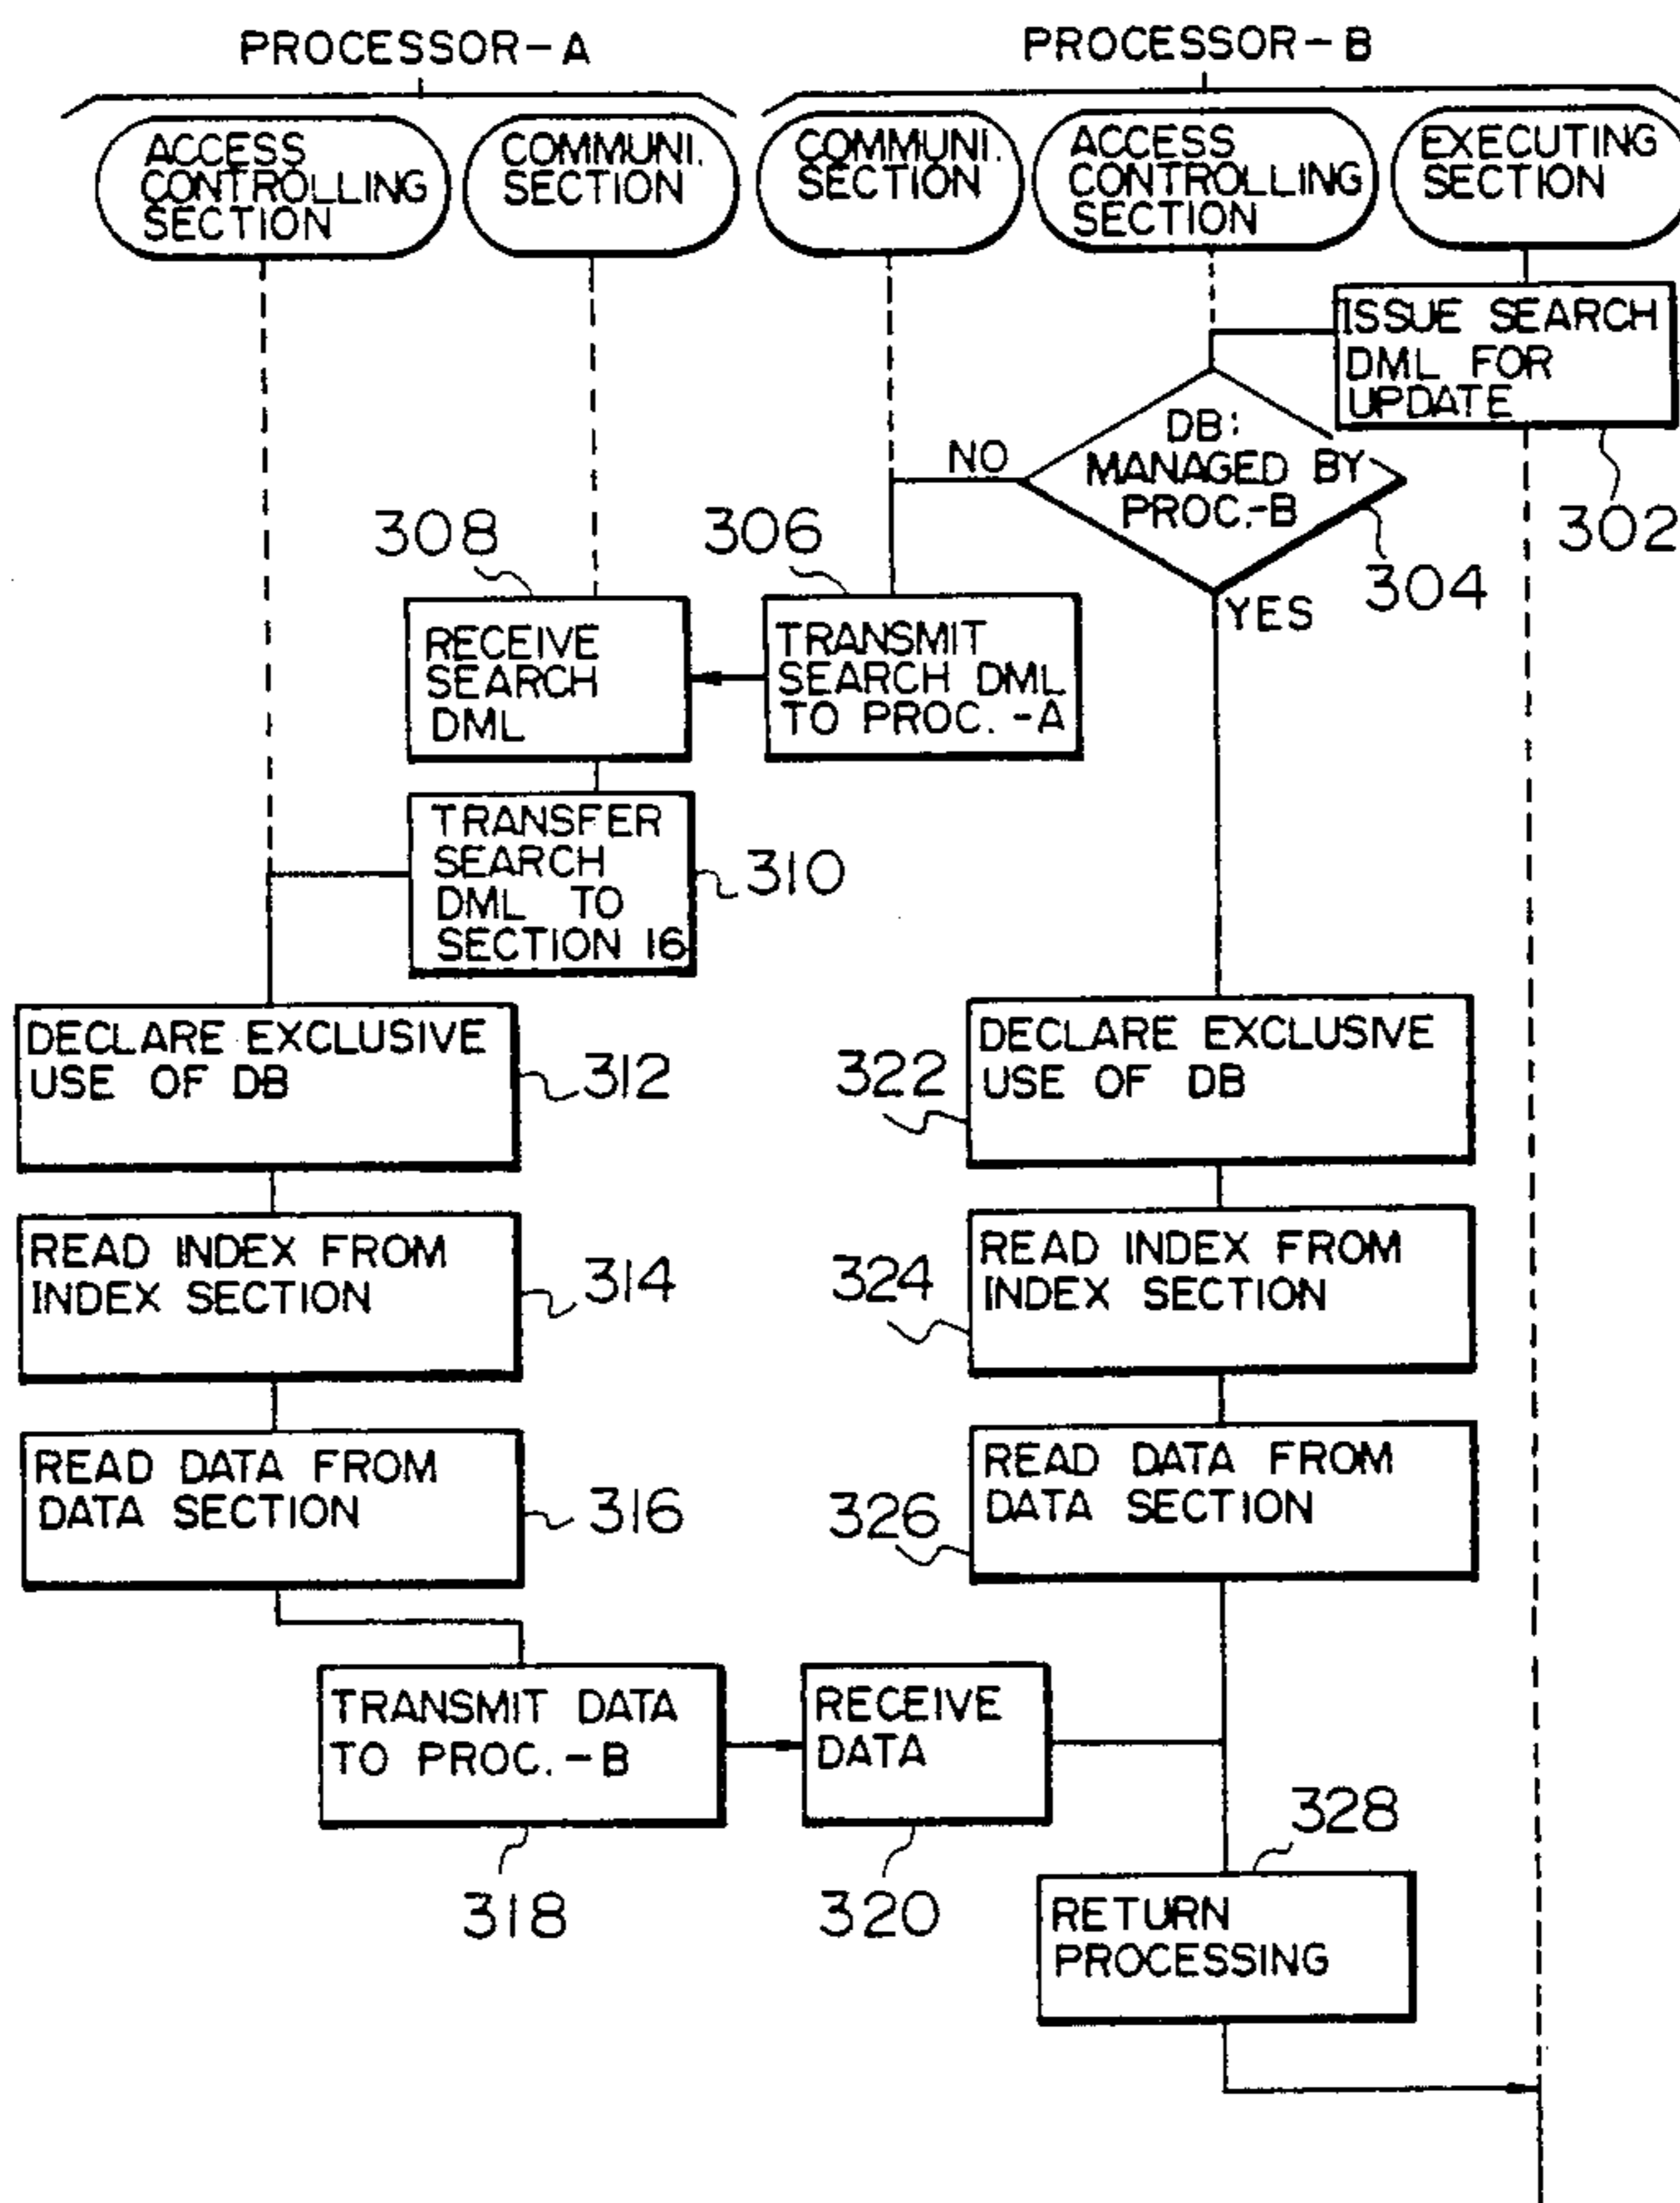 PROCESSOR-A
PROCESSOR-B
ACCESS
CONTROLLING
SECTION
COMMUNI.
SECTION
COMMUNI.
SECTION
ACCESS
CONTROLLING
SECTION
EXECUTING
SECTION
ISSUE SEARCH
DML FOR
UPDATE
302
DB:
MANAGED BY
PROC.-B
304
NO
YES
308
306
RECEIVE
SEARCH
DML
TRANSMIT
SEARCH DML
TO PROC. -A
TRANSFER
SEARCH
DML TO
SECTION 16
310
DECLARE EXCLUSIVE
USE OF DB
312
322
DECLARE EXCLUSIVE
USE OF DB
READ INDEX FROM
INDEX SECTION
314
324
READ INDEX FROM
INDEX SECTION
READ DATA FROM
DATA SECTION
316
326
READ DATA FROM
DATA SECTION
TRANSMIT DATA
TO PROC. -B
RECEIVE
DATA
318
320
328
RETURN
PROCESSING